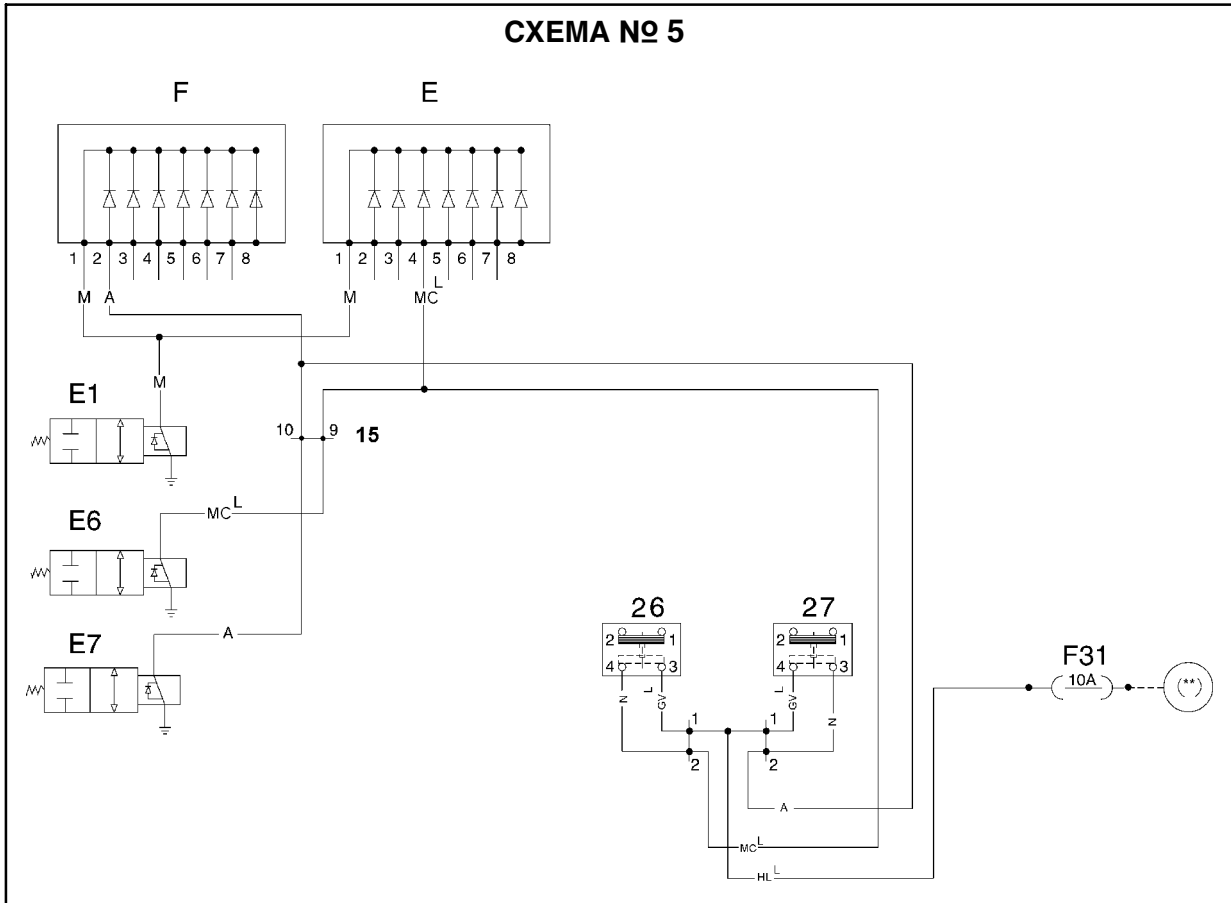 СХЕМА № 5
F E
1 2 3 4 5 6 7 8 1 2 3 4 5 6 7 8
M A M MC L
M
E1
10 9 15
MC L
E6
A
E7
26 27 F31
2 1 2 1 10A (**)
4 3 4 3
N L GV L GV N
1 1
2 2
A
MC L
HL L